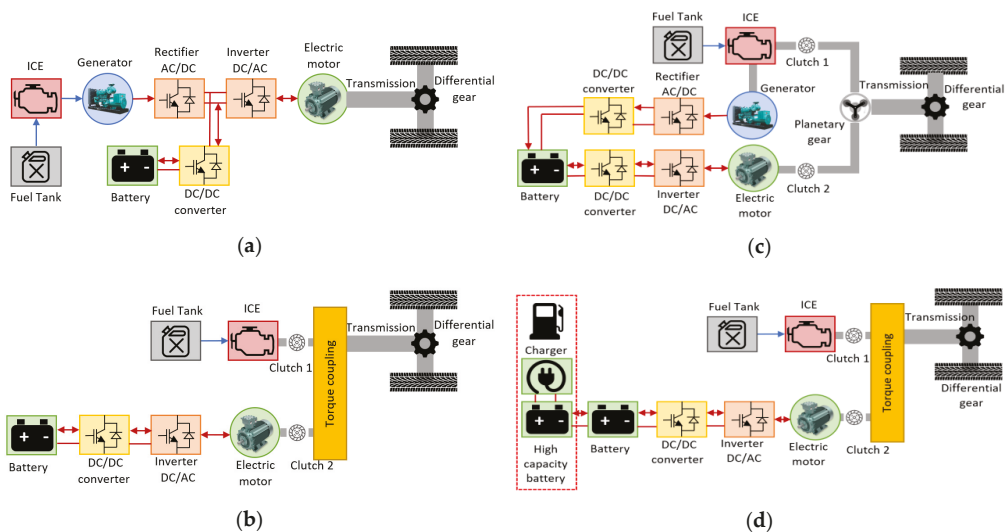 ICE
Generator
Rectifier
AC/DC
Inverter
DC/AC
Electric
motor
Transmission
Differential
gear
Fuel Tank
Battery
DC/DC
converter
(a)
Fuel Tank
ICE
Clutch 1
Transmission
Differential
gear
DC/DC
converter
Rectifier
AC/DC
Generator
Planetary
gear
Battery
DC/DC
converter
Inverter
DC/AC
Electric
motor
Clutch 2
(c)
Fuel Tank
ICE
Clutch 1
Torque coupling
Transmission
Differential
gear
Battery
DC/DC
converter
Inverter
DC/AC
Electric
motor
Clutch 2
(b)
Charger
High
capacity
battery
Fuel Tank
ICE
Clutch 1
Torque coupling
Transmission
Differential
gear
Battery
DC/DC
converter
Inverter
DC/AC
Electric
motor
Clutch 2
(d)